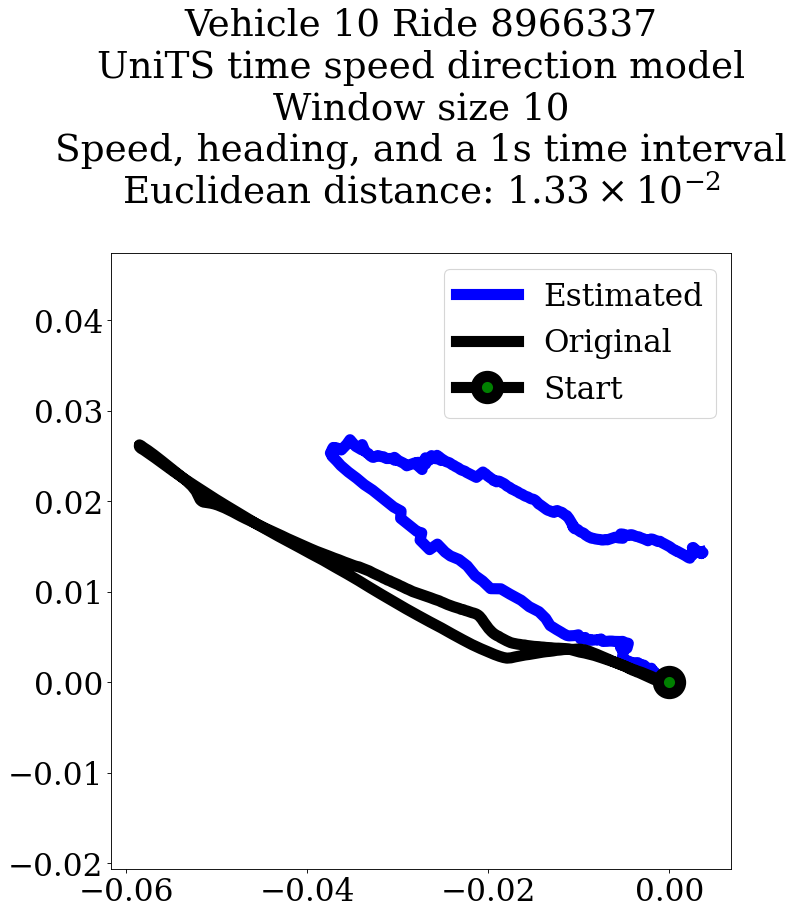 Vehicle 10 Ride 8966337
UniTS time speed direction model
Window size 10
Speed, heading, and a 1s time interval
Euclidean distance: 1.33 × 10⁻²
Estimated
Original
Start
0.04
0.03
0.02
0.01
0.00
−0.01
−0.02
−0.06 −0.04 −0.02 0.00